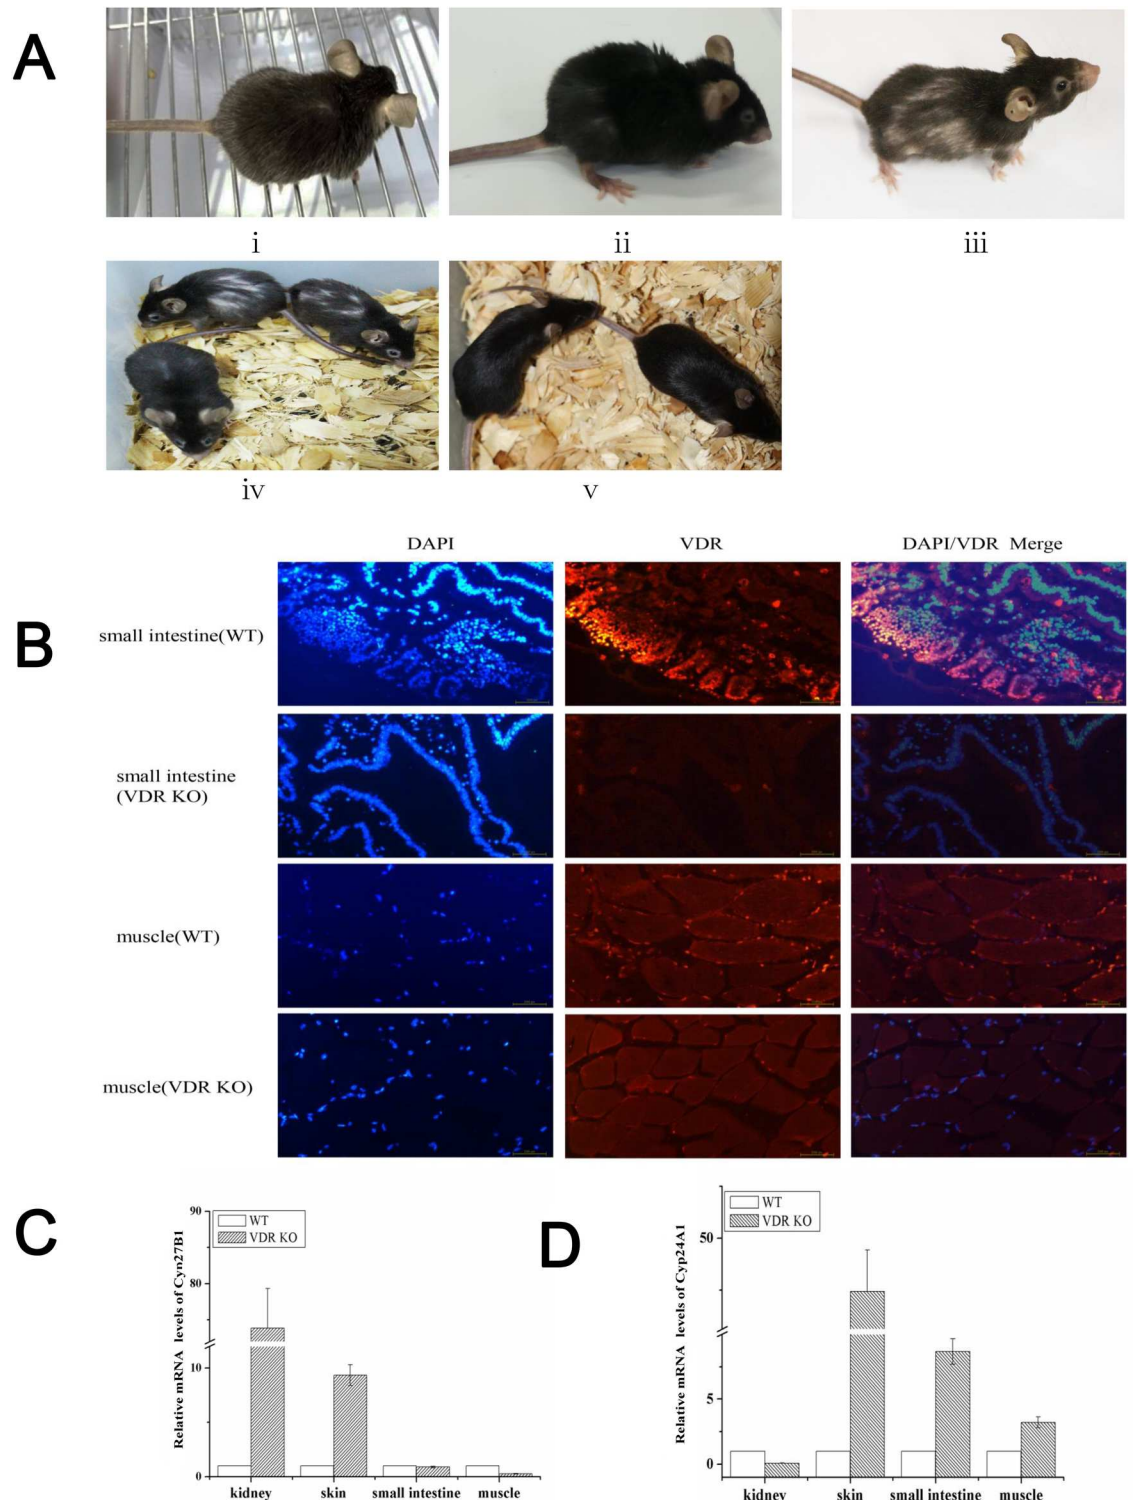 A
i
ii
iii
iv
v
B
DAPI
VDR
DAPI/VDR Merge
small intestine(WT)
small intestine
(VDR KO)
muscle(WT)
muscle(VDR KO)
C
Relative mRNA levels of Cyn27B1
90
80
10
0
WT
VDR KO
kidney
skin
small intestine
muscle
D
Relative mRNA levels of Cyp24A1
50
5
0
WT
VDR KO
kidney
skin
small intestine
muscle